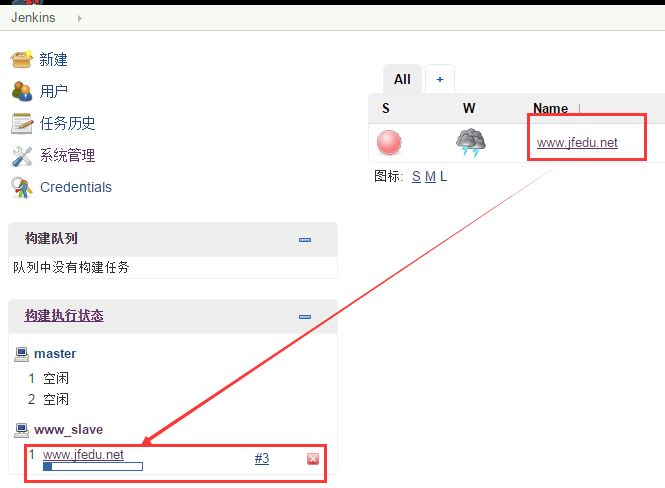 Jenkins
新建
用户
任务历史
系统管理
Credentials
构建队列
队列中没有构建任务
构建执行状态
master
1 空闲
2 空闲
www_slave
1 www.jfedu.net #3
All +
S W Name ↓
www.jfedu.net
图标: S M L